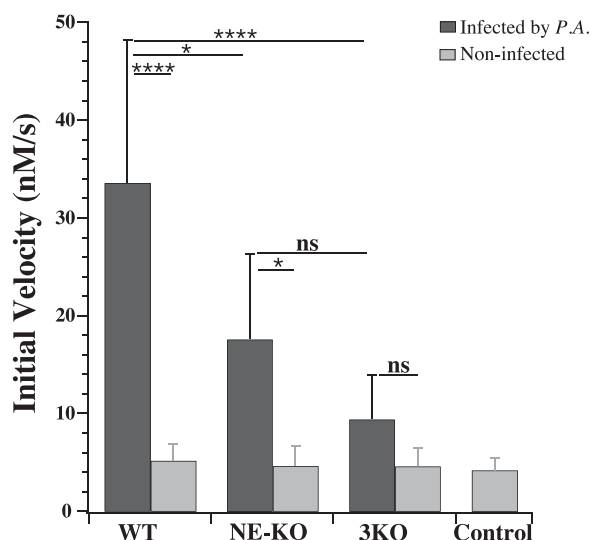 Infected by P.A.
Non-infected
Initial Velocity (nM/s)
50
40
30
20
10
0
****
*
****
ns
*
ns
WT
NE-KO
3KO
Control